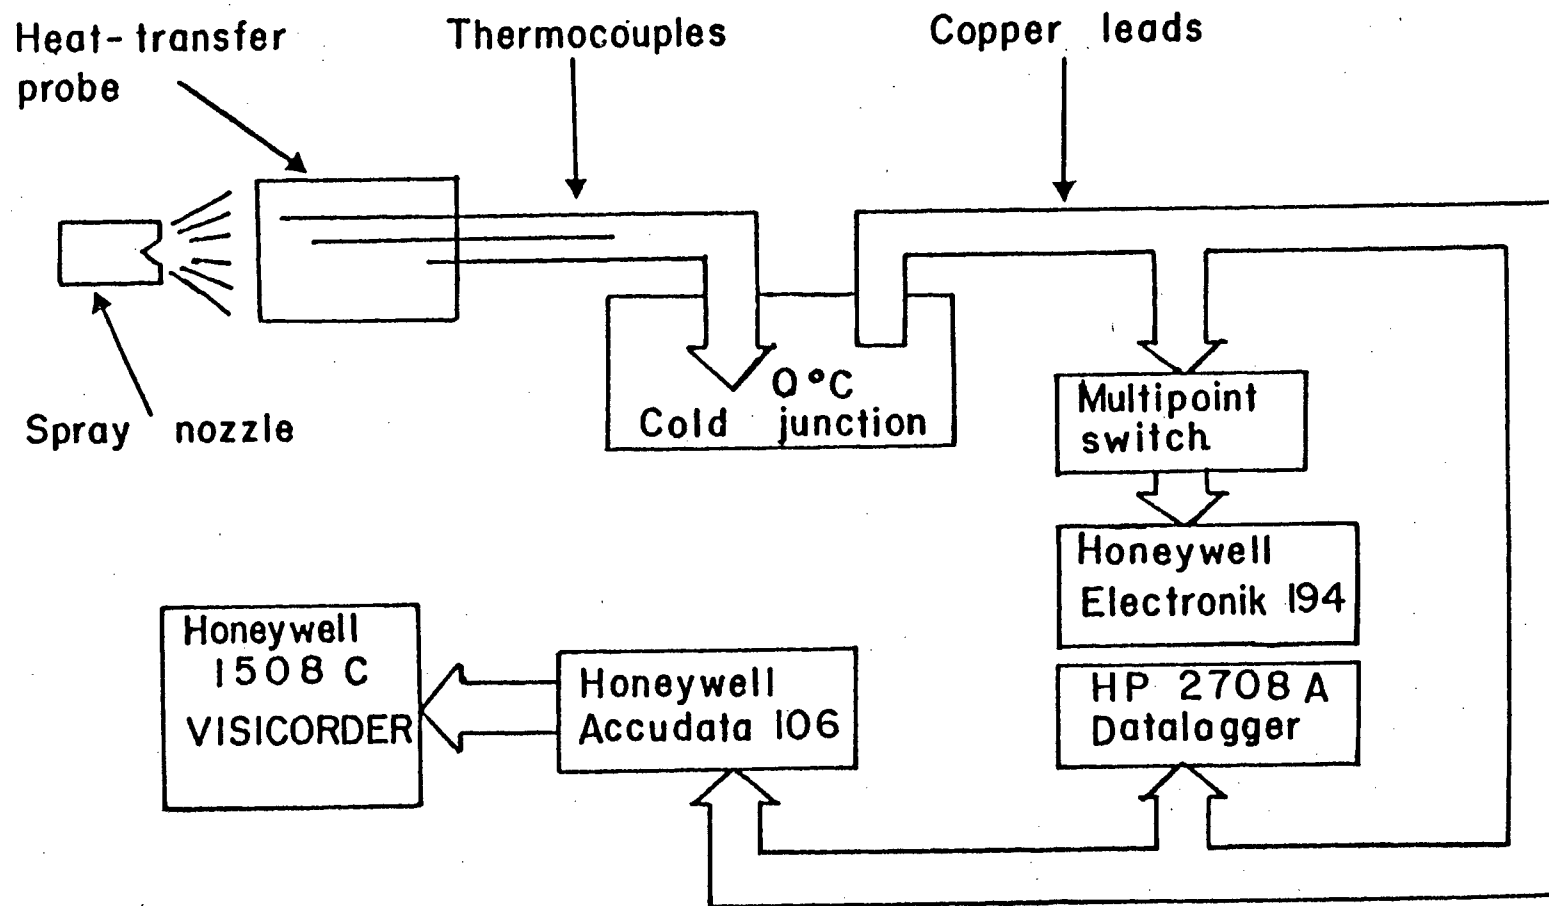 Heat-transfer
probe
Thermocouples
Copper leads
Spray nozzle
0°C
Cold junction
Multipoint
switch
Honeywell
Electronik 194
HP 2708 A
Datalogger
Honeywell
Accudata 106
Honeywell
1508 C
VISICORDER